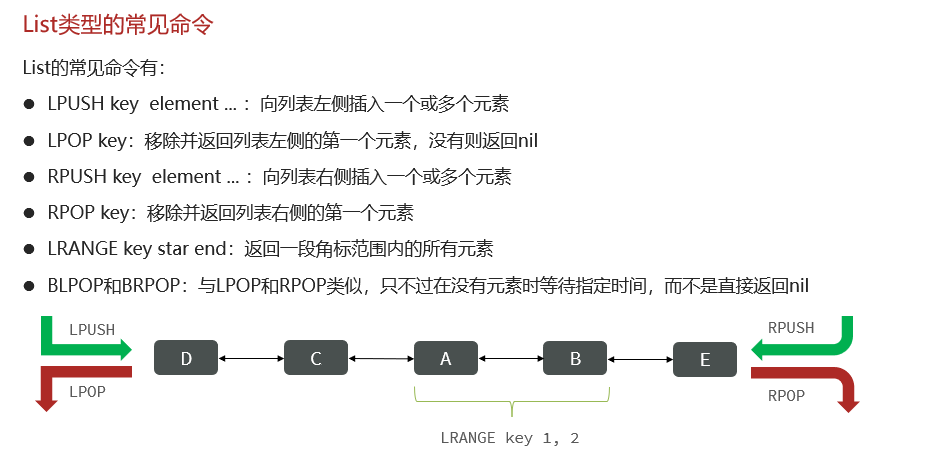 List类型的常见命令
List的常见命令有：
● LPUSH key  element ... ：向列表左侧插入一个或多个元素
● LPOP key：移除并返回列表左侧的第一个元素，没有则返回nil
● RPUSH key  element ... ：向列表右侧插入一个或多个元素
● RPOP key：移除并返回列表右侧的第一个元素
● LRANGE key star end：返回一段角标范围内的所有元素
● BLPOP和BRPOP：与LPOP和RPOP类似，只不过在没有元素时等待指定时间，而不是直接返回nil
LPUSH RPUSH
D C A B E
LPOP RPOP
LRANGE key 1, 2